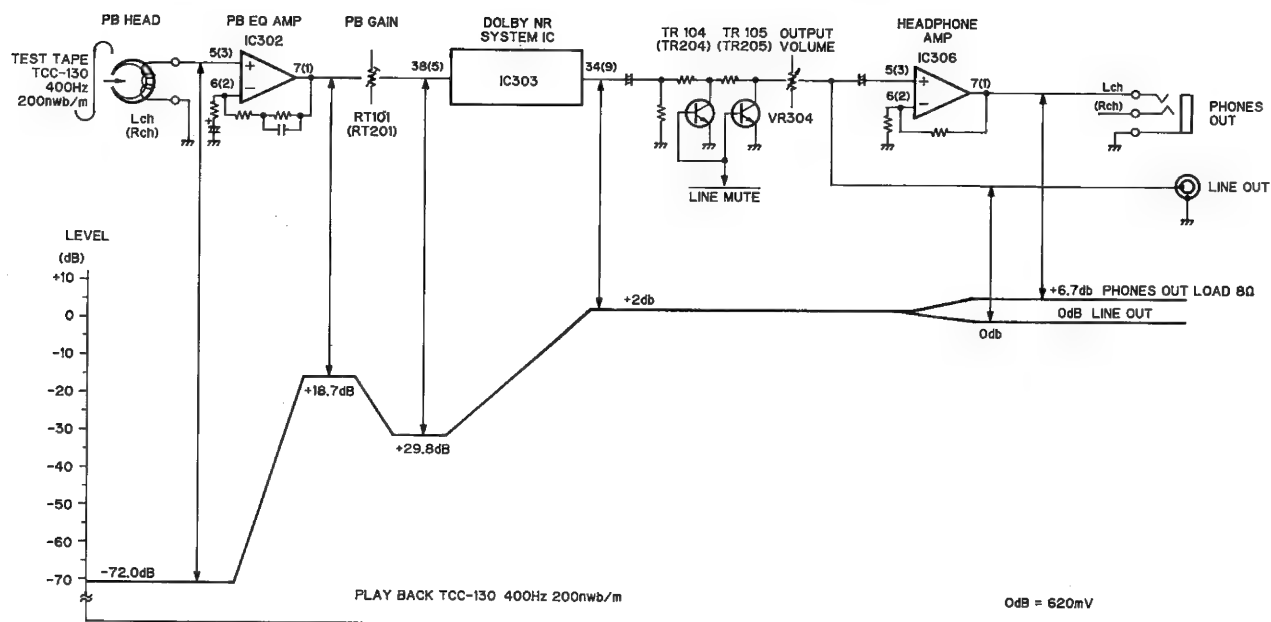 PB HEAD
PB EQ AMP
IC302
PB GAIN
DOLBY NR
SYSTEM IC
TR 104
(TR204)
TR 105
(TR205)
OUTPUT
VOLUME
HEADPHONE
AMP
IC306
TEST TAPE
TCC-130
400Hz
200nwb/m
Lch
(Rch)
5(3)
6(2)
7(1)
RT101
(RT201)
38(5)
IC303
34(9)
VR304
LINE MUTE
5(3)
6(2)
7(1)
Lch
(Rch)
PHONES
OUT
LINE OUT
LEVEL
(dB)
+10
0
-10
-20
-30
-40
-50
-60
-70
-72.0dB
+18.7dB
+29.8dB
+2db
+6.7db PHONES OUT LOAD 8Ω
0dB LINE OUT
0db
PLAY BACK TCC-130 400Hz 200nwb/m
0dB = 620mV